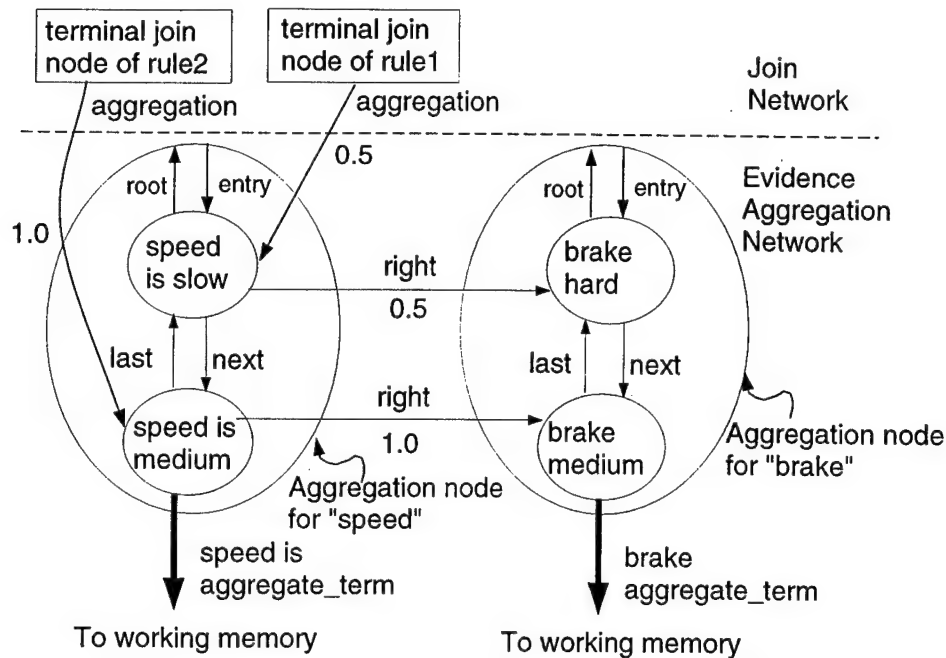 terminal join
node of rule2
terminal join
node of rule1
Join
Network
aggregation
aggregation
0.5
root
entry
root
entry
Evidence
Aggregation
Network
1.0
speed
is slow
right
0.5
brake
hard
last
next
last
next
speed is
medium
right
1.0
brake
medium
Aggregation node
for "speed"
Aggregation node
for "brake"
speed is
aggregate_term
brake
aggregate_term
To working memory
To working memory